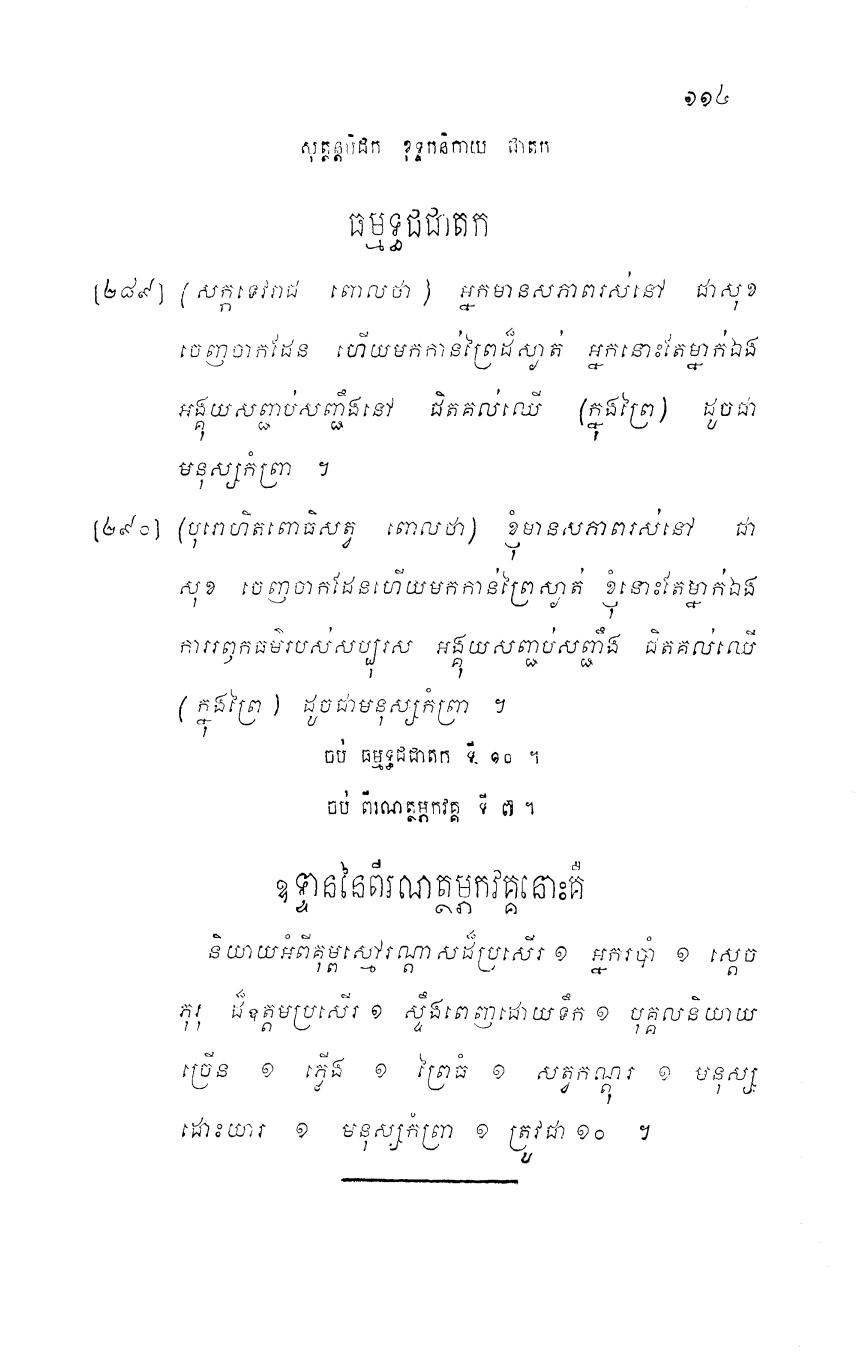 ១១៤
សុត្តន្តបិដក ខុទ្ទកនិកាយ ជាតក
ធម្មទ្ធជជាតក
[២៨៩] (សក្កទេវរាជ ពោលថា) អ្នកមានសភាពរស់នៅ ជាសុខ
ចេញចាកដែន ហើយមកកាន់ព្រៃដ៏ស្ងាត់ អ្នកនោះតែម្នាក់ឯង
អង្គុយសញ្ជាប់សញ្ជឹងនៅ ជិតគល់ឈើ (ក្នុងព្រៃ) ដូចជា
មនុស្សកំព្រា ។
[២៩០] (បុរោហិតពោធិសត្វ ពោលថា) ខ្ញុំមានសភាពរស់នៅ ជា
សុខ ចេញចាកដែនហើយមកកាន់ព្រៃស្ងាត់ ខ្ញុំនោះតែម្នាក់ឯង
ការរឭកធម៌របស់សប្បុរស អង្គុយសញ្ជប់សញ្ជឹង ជិតគល់ឈើ
(ក្នុងព្រៃ) ដូចជាមនុស្សកំព្រា ។
ចប់ ធម្មទ្ធជជាតក ទី ១០ ។
ចប់ ពីរណត្ថម្ភកវគ្គ ទី ៧ ។
ឧទ្ទាននៃពីរណត្ថម្ភកវគ្គនោះគឺ
និយាយអំពីគុម្ពស្មៅរណ្តាសដ៏ប្រសើរ ១ អ្នករបាំ ១ ស្តេច
ភុរុ ដ៏ឧត្តមប្រសើរ ១ ស្ទឹងពេញដោយទឹក ១ បុគ្គលនិយាយ
ច្រើន ១ ភ្លើង ១ ព្រៃធំ ១ សត្វកណ្តុរ ១ មនុស្ស
ដោះយារ ១ មនុស្សកំព្រា ១ ត្រូវជា ១០ ។